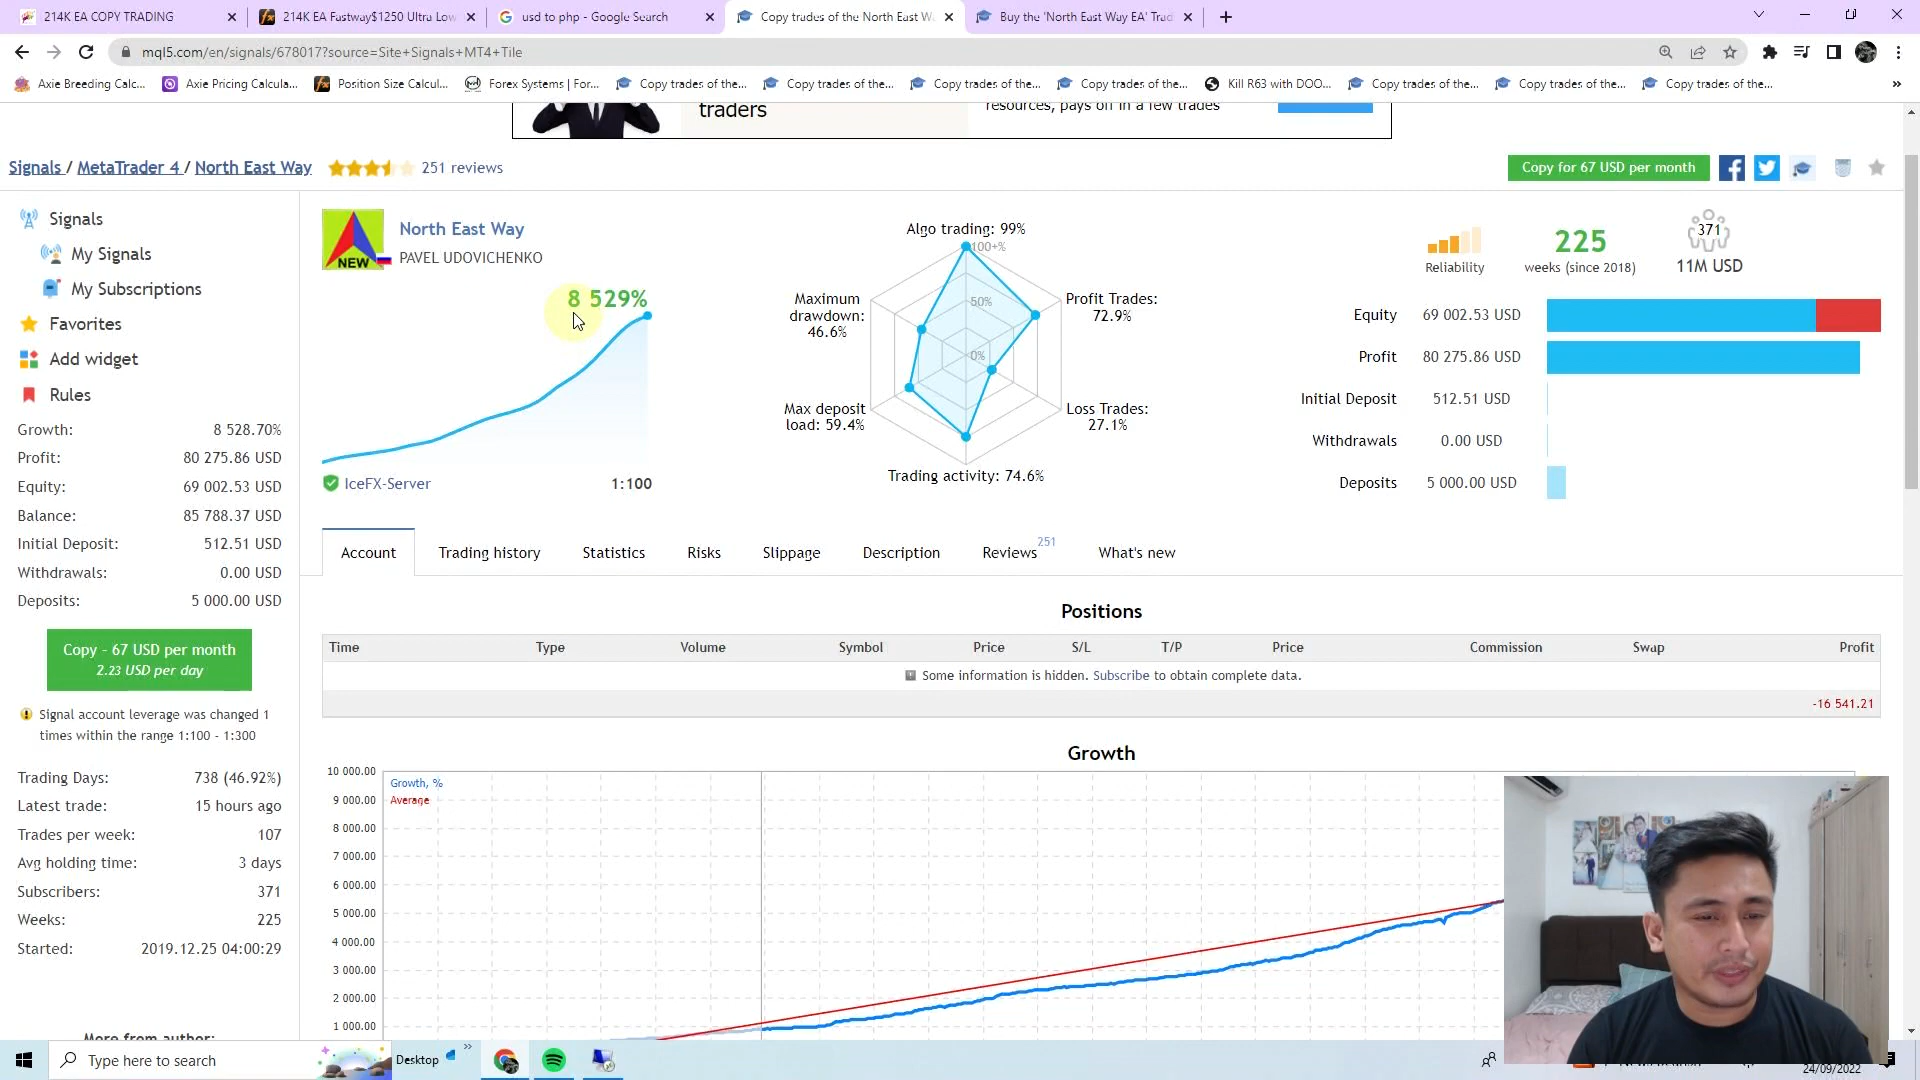 214K EA COPY TRADING
214K EA Fastway$1250 Ultra Low
usd to php - Google Search
Copy trades of the North East Wa
Buy the 'North East Way EA' Trad
mql5.com/en/signals/678017?source=Site+Signals+MT4+Tile
Axie Breeding Calc...
Axie Pricing Calcula...
Position Size Calcul...
Forex Systems | For...
Copy trades of the...
Copy trades of the...
Copy trades of the...
Copy trades of the...
Kill R63 with DOO...
Copy trades of the...
Copy trades of the...
Copy trades of the...
»
traders
resources, pays off in a few trades
Signals / MetaTrader 4 / North East Way
251 reviews
Copy for 67 USD per month
Signals
My Signals
My Subscriptions
Favorites
Add widget
Rules
Growth: 8 528.70%
Profit: 80 275.86 USD
Equity: 69 002.53 USD
Balance: 85 788.37 USD
Initial Deposit: 512.51 USD
Withdrawals: 0.00 USD
Deposits: 5 000.00 USD
Copy - 67 USD per month
2.23 USD per day
Signal account leverage was changed 1
times within the range 1:100 - 1:300
Trading Days: 738 (46.92%)
Latest trade: 15 hours ago
Trades per week: 107
Avg holding time: 3 days
Subscribers: 371
Weeks: 225
Started: 2019.12.25 04:00:29
More from author:
NEW
North East Way
PAVEL UDOVICHENKO
8 529%
IceFX-Server
1:100
Algo trading: 99%
100+%
50%
0%
Profit Trades:
72.9%
Loss Trades:
27.1%
Trading activity: 74.6%
Max deposit
load: 59.4%
Maximum
drawdown:
46.6%
Reliability
225
weeks (since 2018)
371
11M USD
Equity 69 002.53 USD
Profit 80 275.86 USD
Initial Deposit 512.51 USD
Withdrawals 0.00 USD
Deposits 5 000.00 USD
Account
Trading history
Statistics
Risks
Slippage
Description
Reviews 251
What's new
Positions
Time Type Volume Symbol Price S/L T/P Price Commission Swap Profit
Some information is hidden. Subscribe to obtain complete data.
-16 541.21
Growth
Growth, %
Average
10 000.00
9 000.00
8 000.00
7 000.00
6 000.00
5 000.00
4 000.00
3 000.00
2 000.00
1 000.00
Type here to search
Desktop
»
24/09/2022